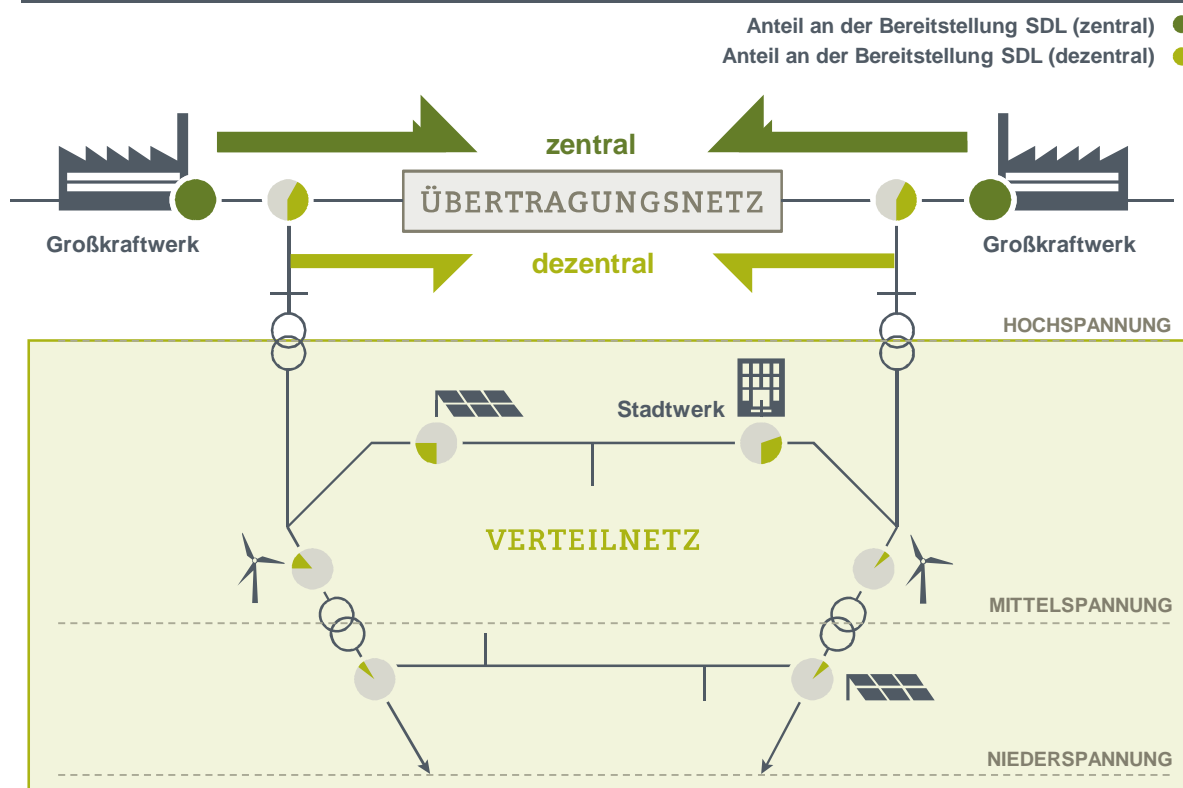 Anteil an der Bereitstellung SDL (zentral)
Anteil an der Bereitstellung SDL (dezentral)
zentral
ÜBERTRAGUNGSNETZ
Großkraftwerk
Großkraftwerk
dezentral
HOCHSPANNUNG
Stadtwerk
VERTEILNETZ
MITTELSPANNUNG
NIEDERSPANNUNG